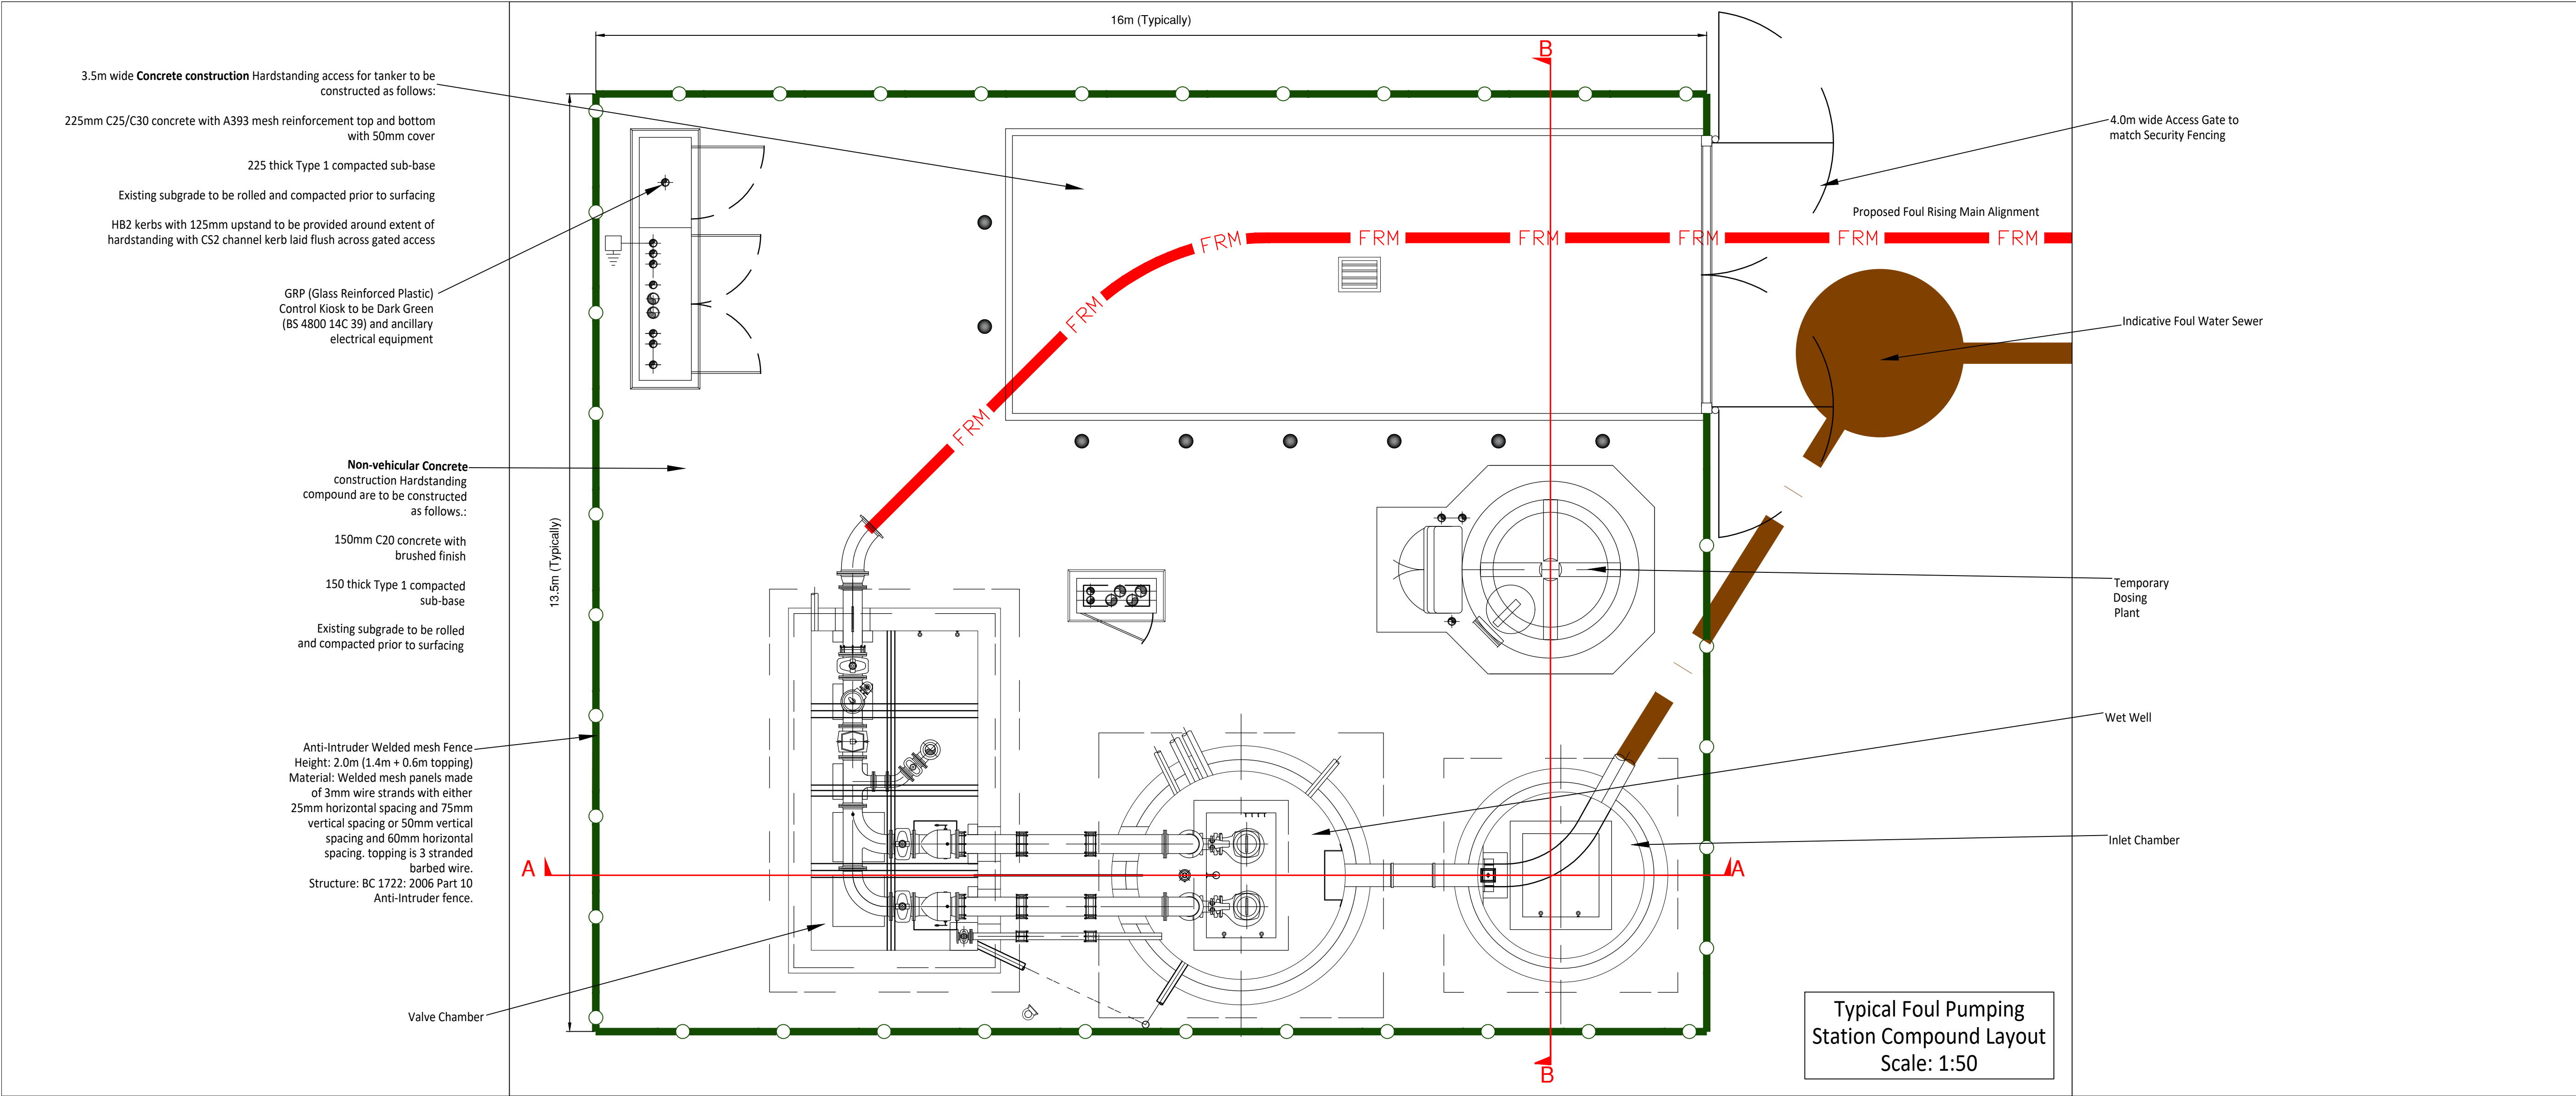 16m (Typically)
B
3.5m wide Concrete construction Hardstanding access for tanker to be
constructed as follows:
225mm C25/C30 concrete with A393 mesh reinforcement top and bottom
with 50mm cover
225 thick Type 1 compacted sub-base
Existing subgrade to be rolled and compacted prior to surfacing
HB2 kerbs with 125mm upstand to be provided around extent of
hardstanding with CS2 channel kerb laid flush across gated access
GRP (Glass Reinforced Plastic)
Control Kiosk to be Dark Green
(BS 4800 14C 39) and ancillary
electrical equipment
Non-vehicular Concrete
construction Hardstanding
compound are to be constructed
as follows.:
150mm C20 concrete with
brushed finish
150 thick Type 1 compacted
sub-base
Existing subgrade to be rolled
and compacted prior to surfacing
Anti-Intruder Welded mesh Fence
Height: 2.0m (1.4m + 0.6m topping)
Material: Welded mesh panels made
of 3mm wire strands with either
25mm horizontal spacing and 75mm
vertical spacing or 50mm vertical
spacing and 60mm horizontal
spacing. topping is 3 stranded
barbed wire.
Structure: BC 1722: 2006 Part 10
Anti-Intruder fence.
Valve Chamber
13.5m (Typically)
FRM
FRM
FRM
FRM
FRM
FRM
FRM
FRM
A
A
B
4.0m wide Access Gate to
match Security Fencing
Proposed Foul Rising Main Alignment
Indicative Foul Water Sewer
Temporary
Dosing
Plant
Wet Well
Inlet Chamber
Typical Foul Pumping
Station Compound Layout
Scale: 1:50